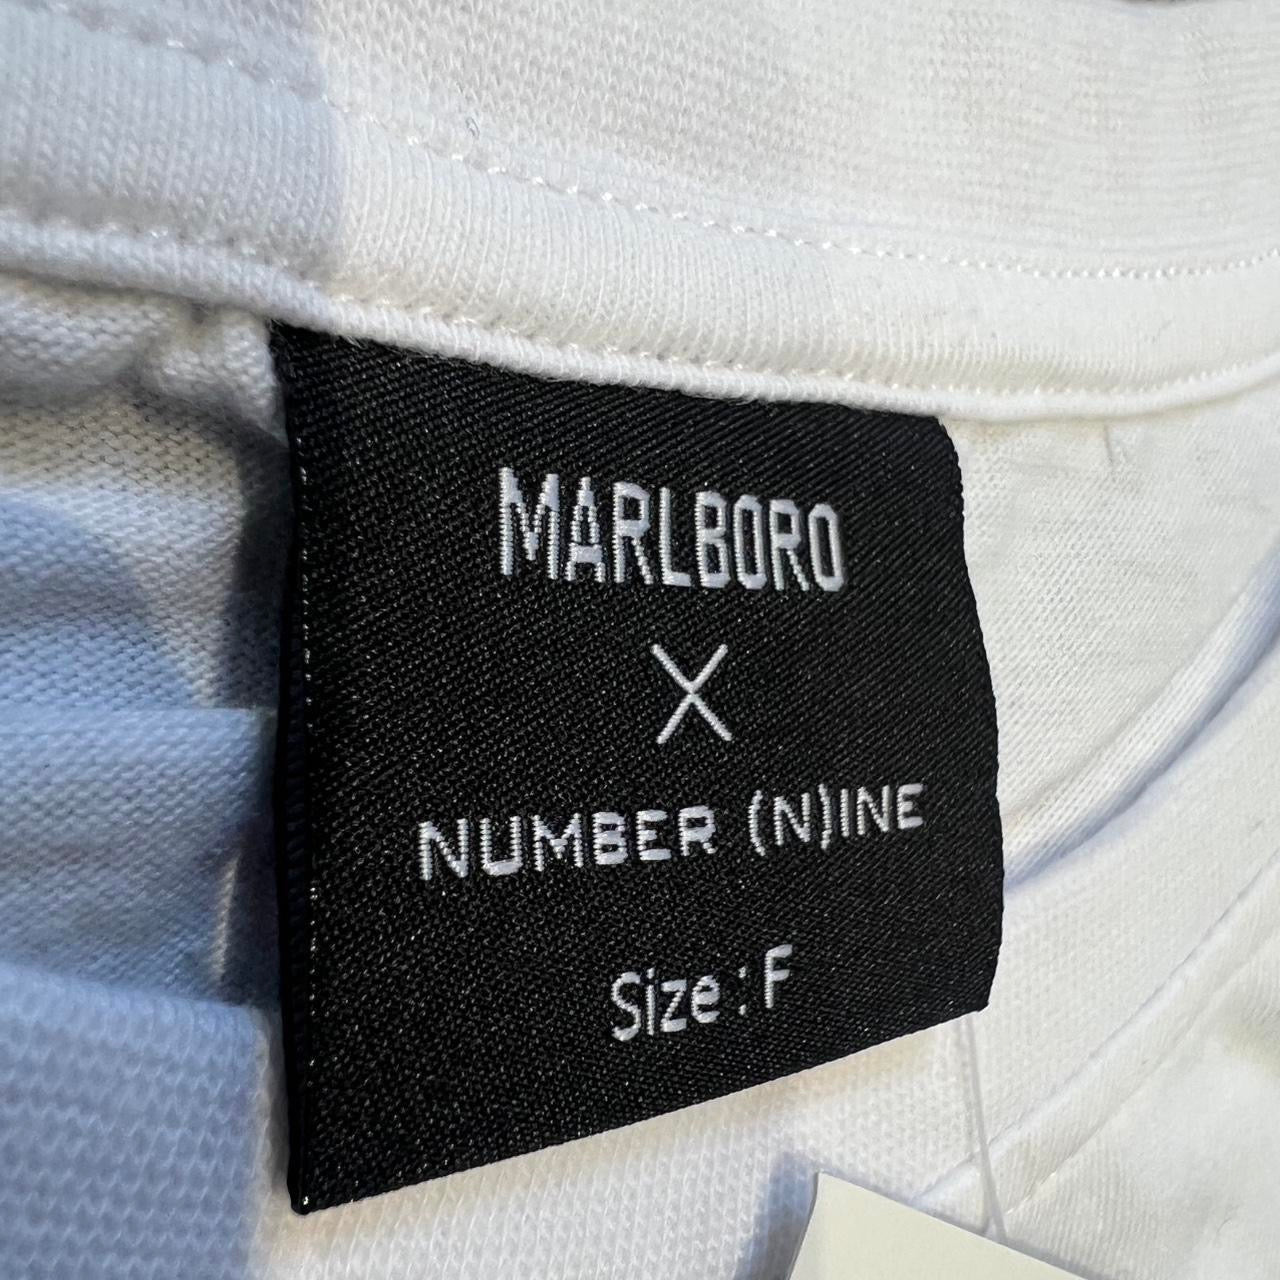 MARLBORO
X
NUMBER (N)INE
Size : F